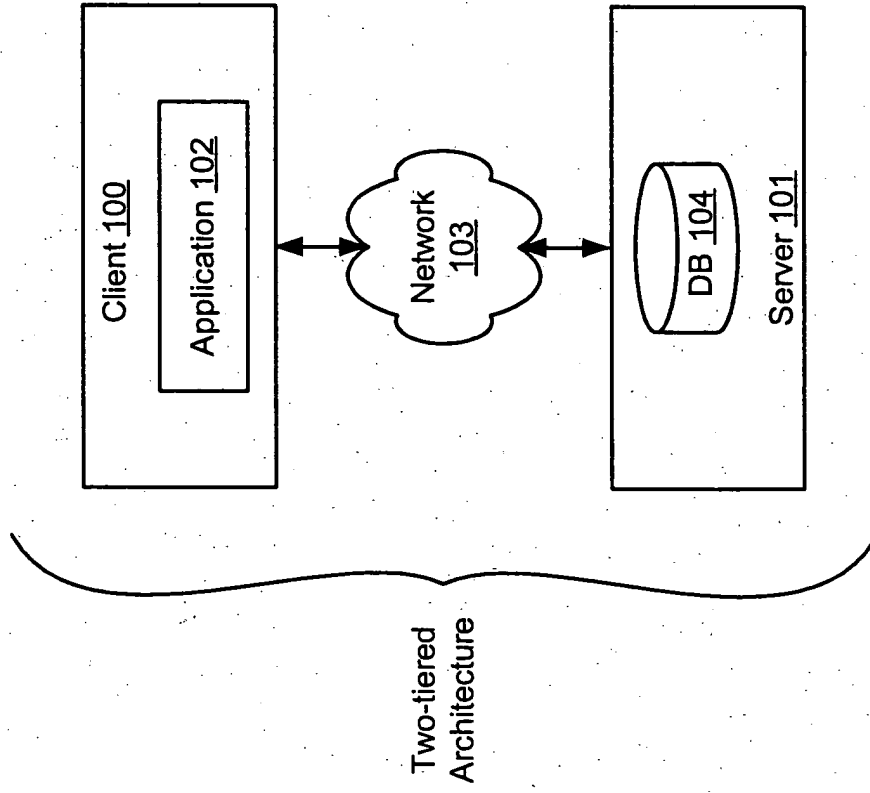 Client 100
Application 102
Network
103
DB 104
Server 101
Two-tiered
Architecture